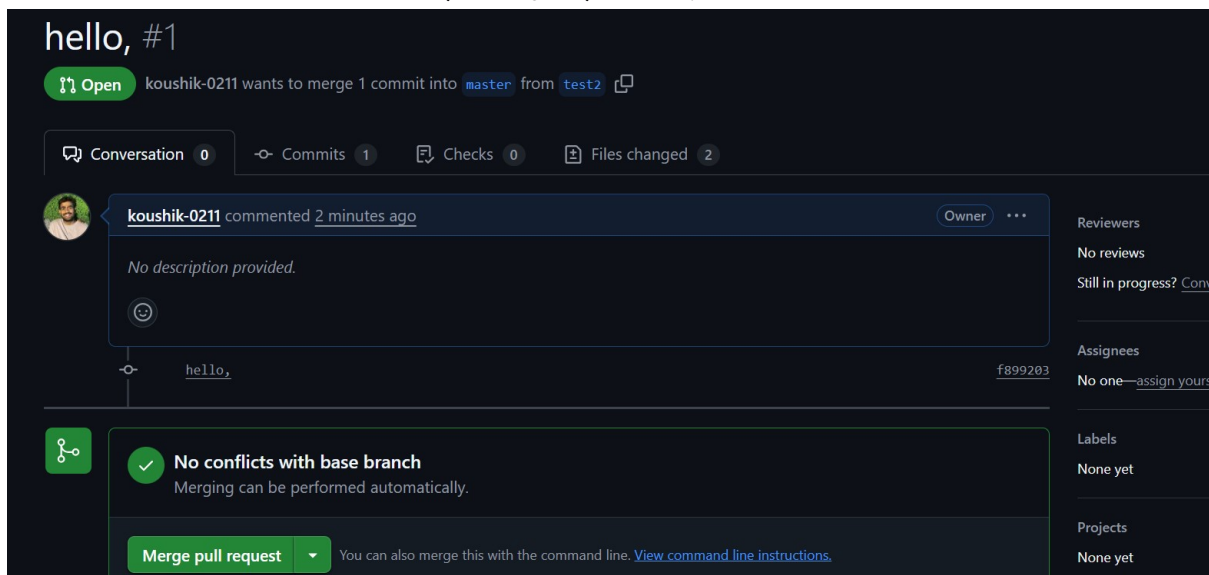 hello, #1
Open koushik-0211 wants to merge 1 commit into master from test2
Conversation 0 Commits 1 Checks 0 Files changed 2
koushik-0211 commented 2 minutes ago Owner
No description provided.
hello, f899203
No conflicts with base branch
Merging can be performed automatically.
Merge pull request You can also merge this with the command line. View command line instructions.
Reviewers
No reviews
Still in progress?
Assignees
No one—assign
Labels
None yet
Projects
None yet